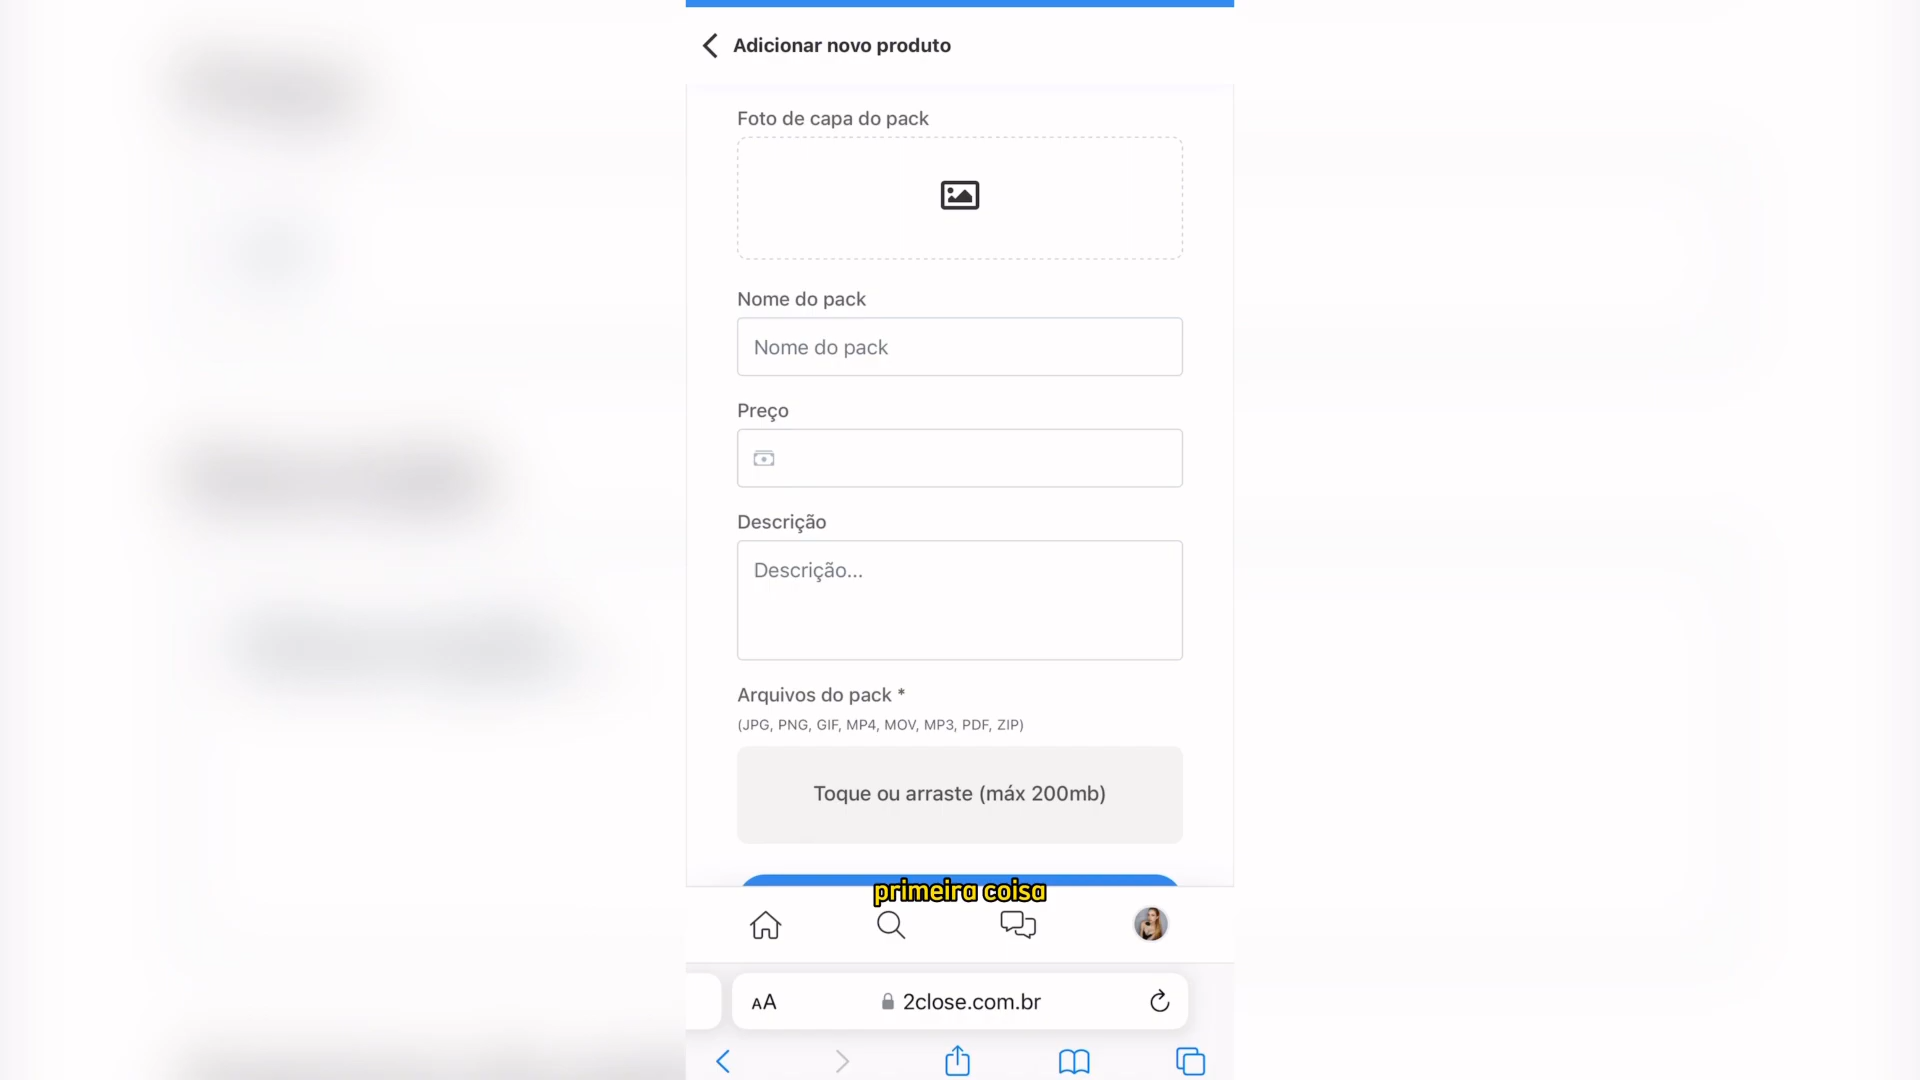 Adicionar novo produto
Foto de capa do pack
Nome do pack
Nome do pack
Preço
Descrição
Descrição...
Arquivos do pack *
(JPG, PNG, GIF, MP4, MOV, MP3, PDF, ZIP)
Toque ou arraste (máx 200mb)
primeira coisa
AA
2close.com.br